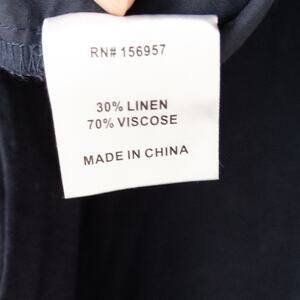 RN# 156957
30% LINEN
70% VISCOSE
MADE IN CHINA